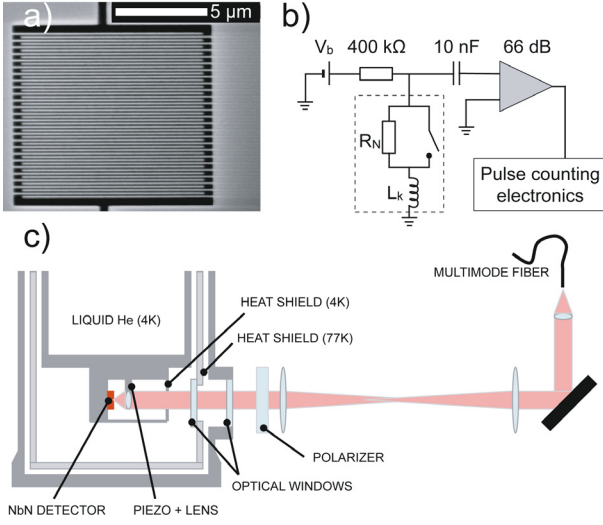 a)
5 µm
b)
V_b
400 kΩ
10 nF
66 dB
R_N
L_k
Pulse counting
electronics
c)
MULTIMODE FIBER
LIQUID He (4K)
HEAT SHIELD (4K)
HEAT SHIELD (77K)
POLARIZER
OPTICAL WINDOWS
NbN DETECTOR
PIEZO + LENS